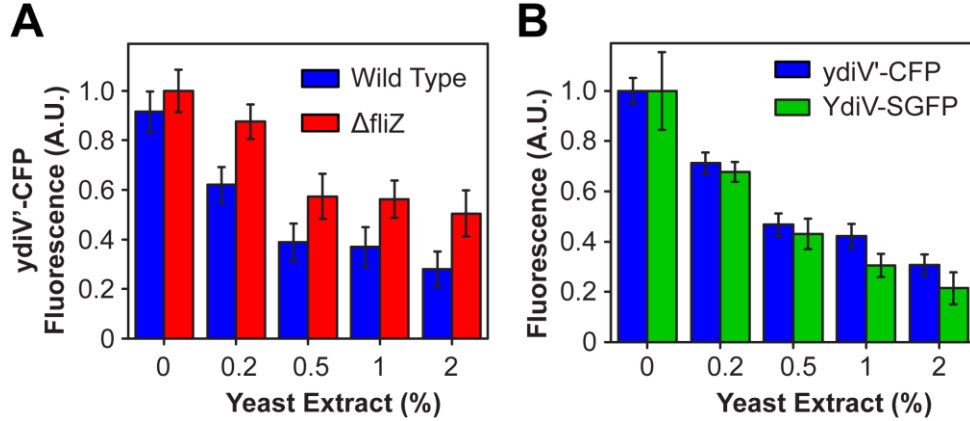 A
ydiV'-CFP
Fluorescence (A.U.)
1.0
0.8
0.6
0.4
0.2
0
Wild Type
ΔfliZ
0 0.2 0.5 1 2
Yeast Extract (%)
B
Fluorescence (A.U.)
1.0
0.8
0.6
0.4
0.2
0
ydiV'-CFP
YdiV-SGFP
0 0.2 0.5 1 2
Yeast Extract (%)